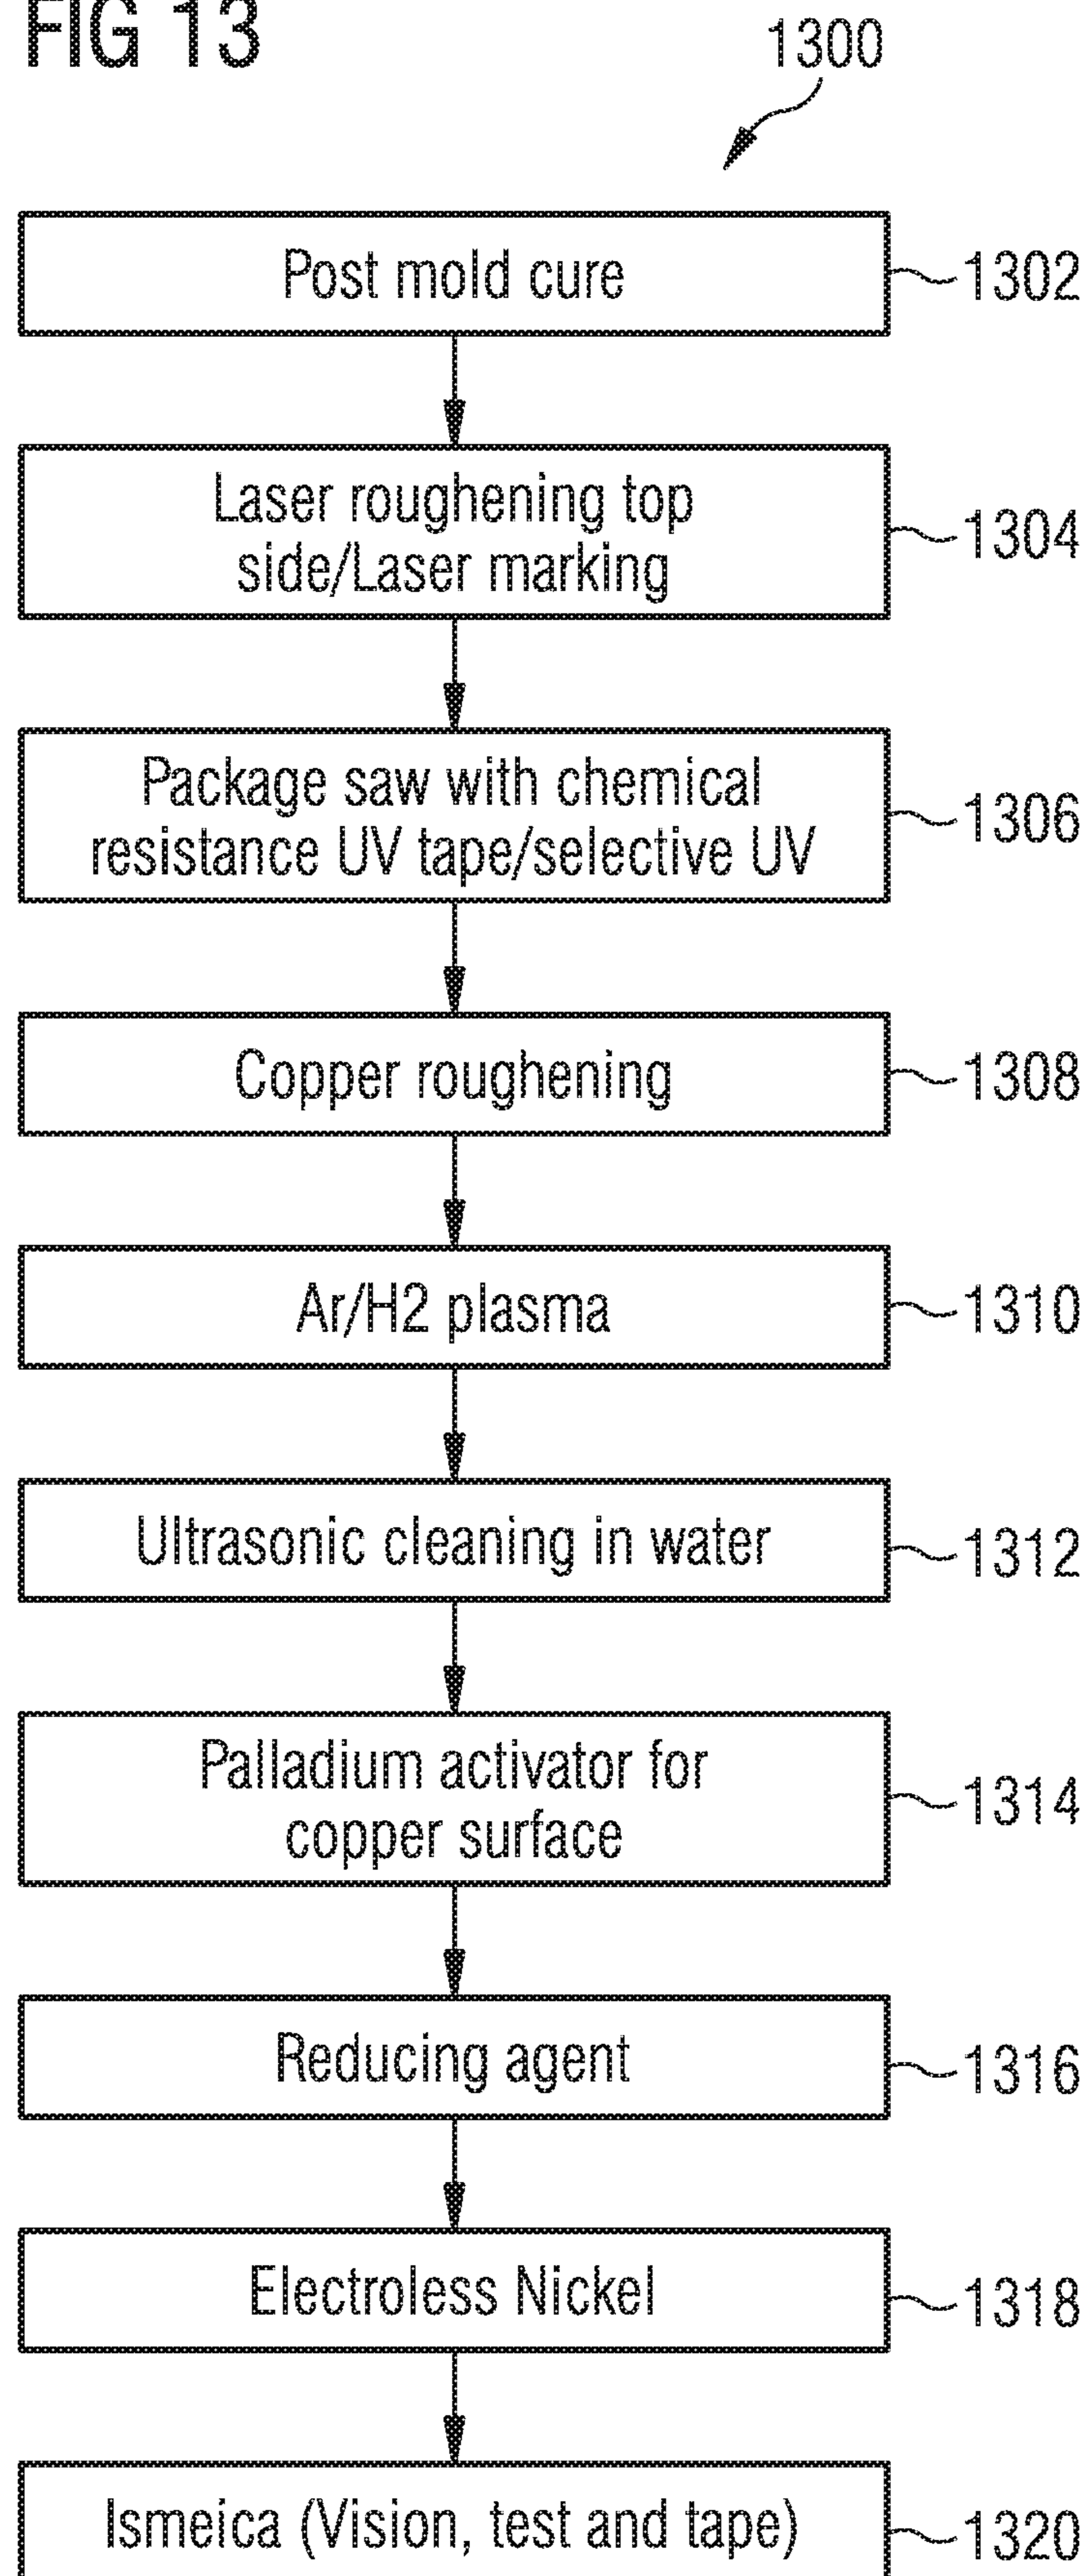 FIG 13
1300
Post mold cure
1302
Laser roughening top
side/Laser marking
1304
Package saw with chemical
resistance UV tape/selective UV
1306
Copper roughening
1308
Ar/H2 plasma
1310
Ultrasonic cleaning in water
1312
Palladium activator for
copper surface
1314
Reducing agent
1316
Electroless Nickel
1318
Ismeica (Vision, test and tape)
1320